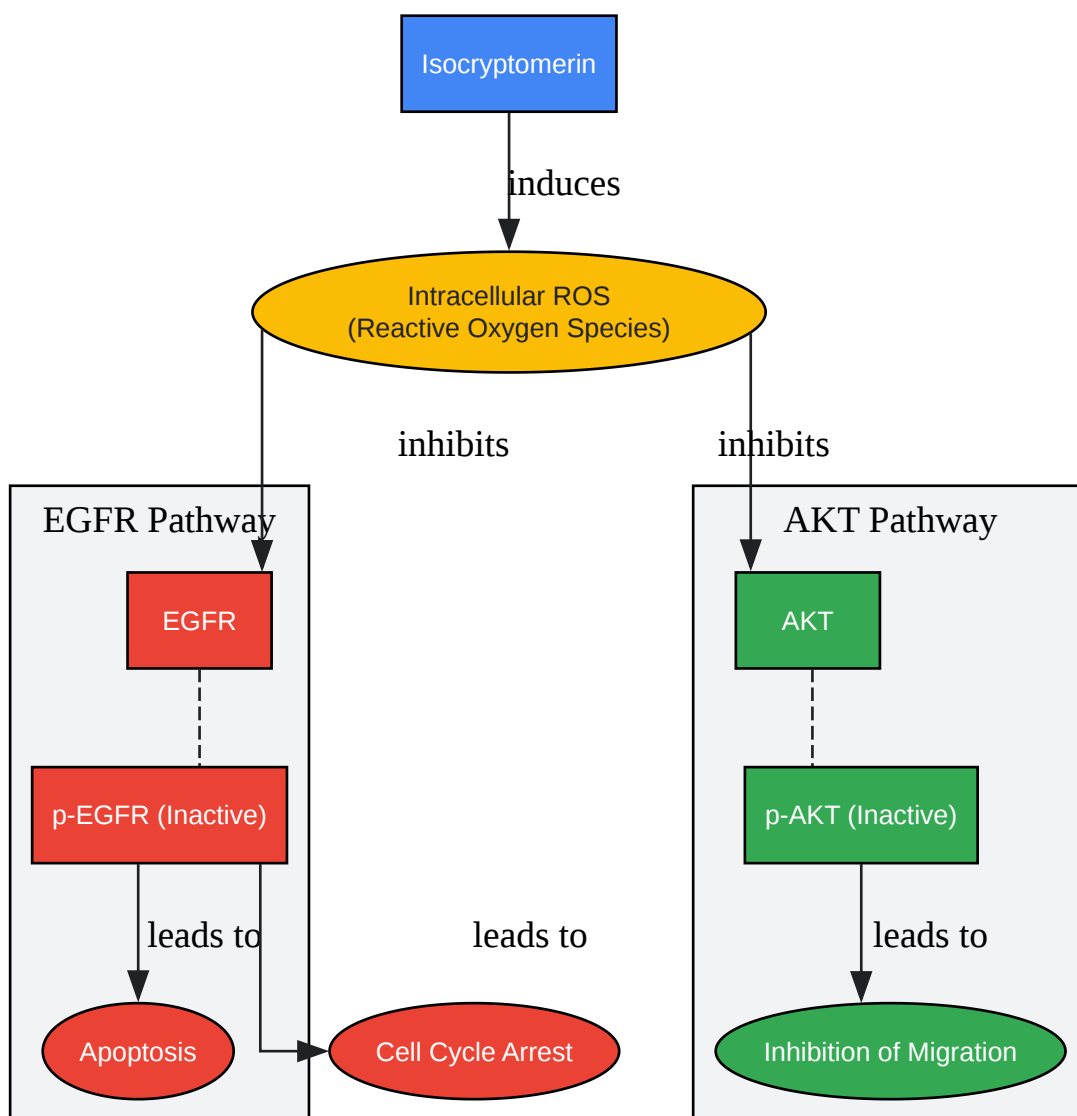 Isocryptomerin
induces
Intracellular ROS
(Reactive Oxygen Species)
inhibits
inhibits
EGFR Pathway
AKT Pathway
EGFR
AKT
p-EGFR (Inactive)
p-AKT (Inactive)
leads to
leads to
leads to
Apoptosis
Cell Cycle Arrest
Inhibition of Migration